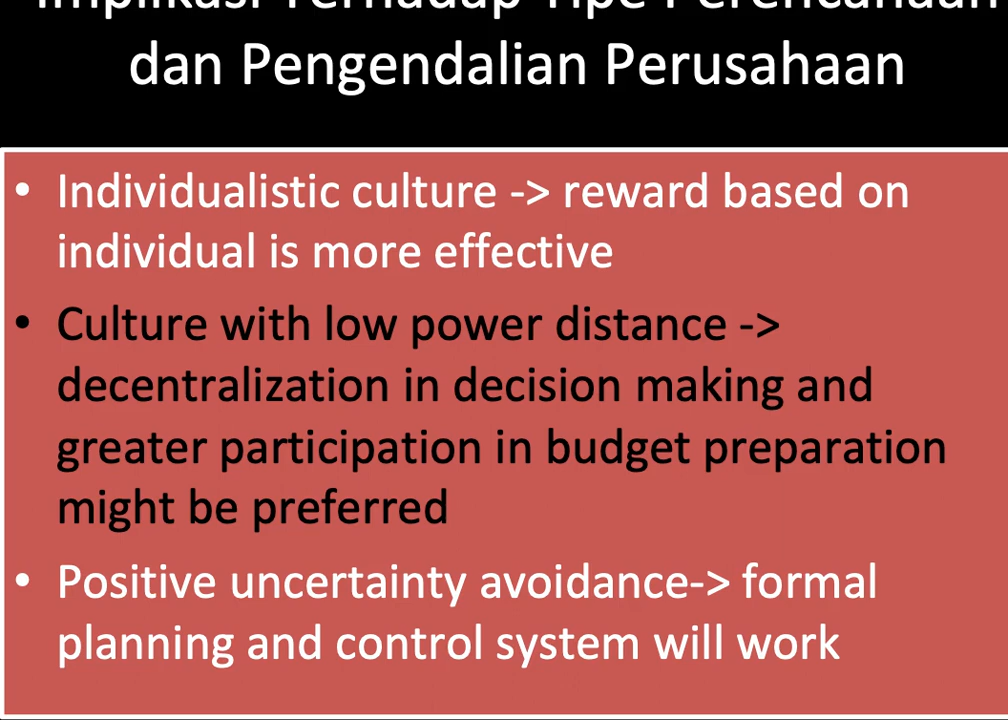 Implikasi Terhadap Tipe Perencanaan
dan Pengendalian Perusahaan
• Individualistic culture -> reward based on
individual is more effective
• Culture with low power distance ->
decentralization in decision making and
greater participation in budget preparation
might be preferred
• Positive uncertainty avoidance-> formal
planning and control system will work